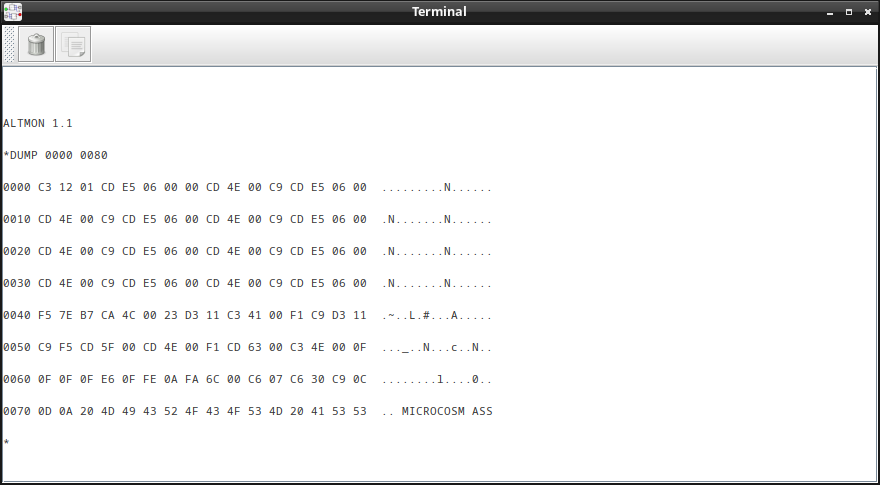 Terminal
ALTMON 1.1
*DUMP 0000 0080
0000 C3 12 01 CD E5 06 00 00 CD 4E 00 C9 CD E5 06 00  .........N......
0010 CD 4E 00 C9 CD E5 06 00 CD 4E 00 C9 CD E5 06 00  .N.......N......
0020 CD 4E 00 C9 CD E5 06 00 CD 4E 00 C9 CD E5 06 00  .N.......N......
0030 CD 4E 00 C9 CD E5 06 00 CD 4E 00 C9 CD E5 06 00  .N.......N......
0040 F5 7E B7 CA 4C 00 23 D3 11 C3 41 00 F1 C9 D3 11  .~..L.#...A.....
0050 C9 F5 CD 5F 00 CD 4E 00 F1 CD 63 00 C3 4E 00 0F  ..._..N...c..N..
0060 0F 0F 0F E6 0F FE 0A FA 6C 00 C6 07 C6 30 C9 0C  ........l....0..
0070 0D 0A 20 4D 49 43 52 4F 43 4F 53 4D 20 41 53 53  .. MICROCOSM ASS
*